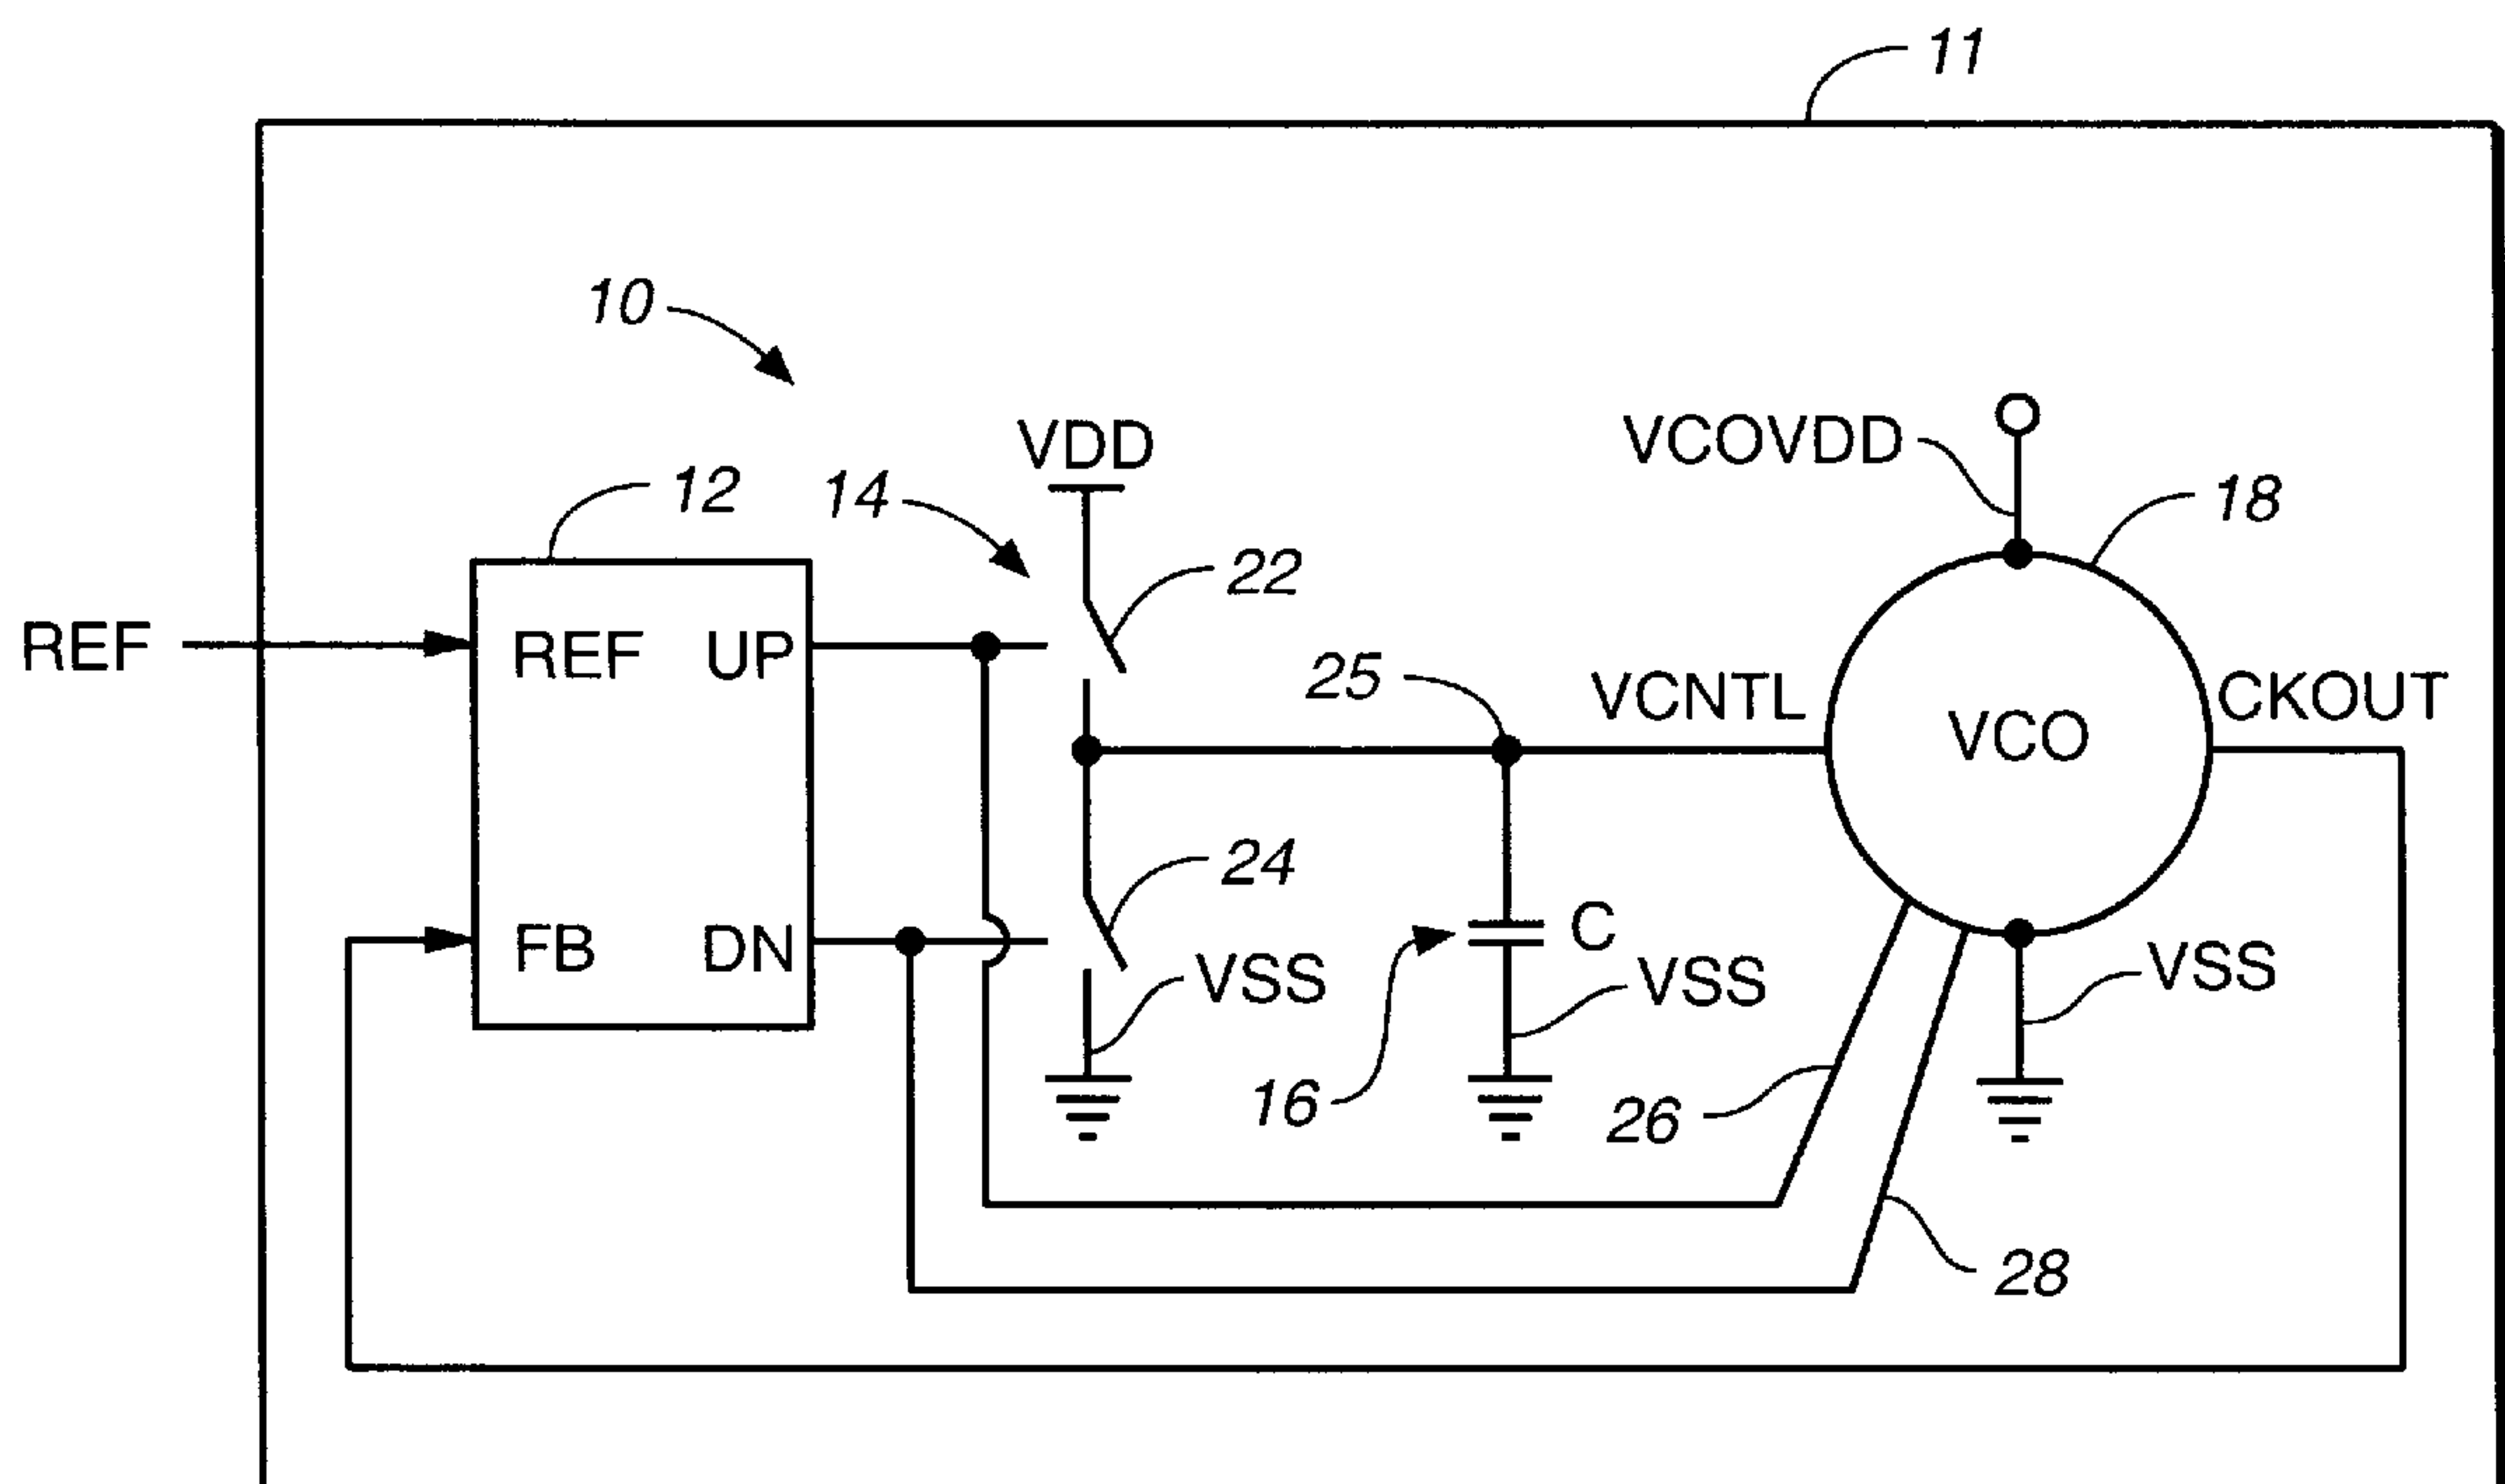 11
10
VDD
VCOVDD
12
14
18
22
REF
REF UP
25
VCNTL
CKOUT
VCO
24
C
FB DN
VSS
VSS
VSS
16
26
28